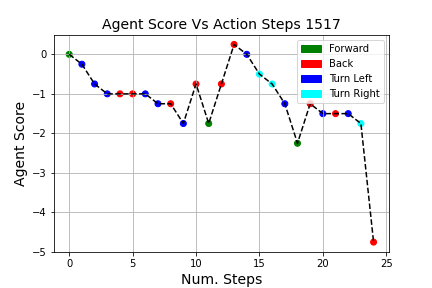 Agent Score Vs Action Steps 1517
Forward
Back
Turn Left
Turn Right
Agent Score
0
−1
−2
−3
−4
−5
0
5
10
15
20
25
Num. Steps